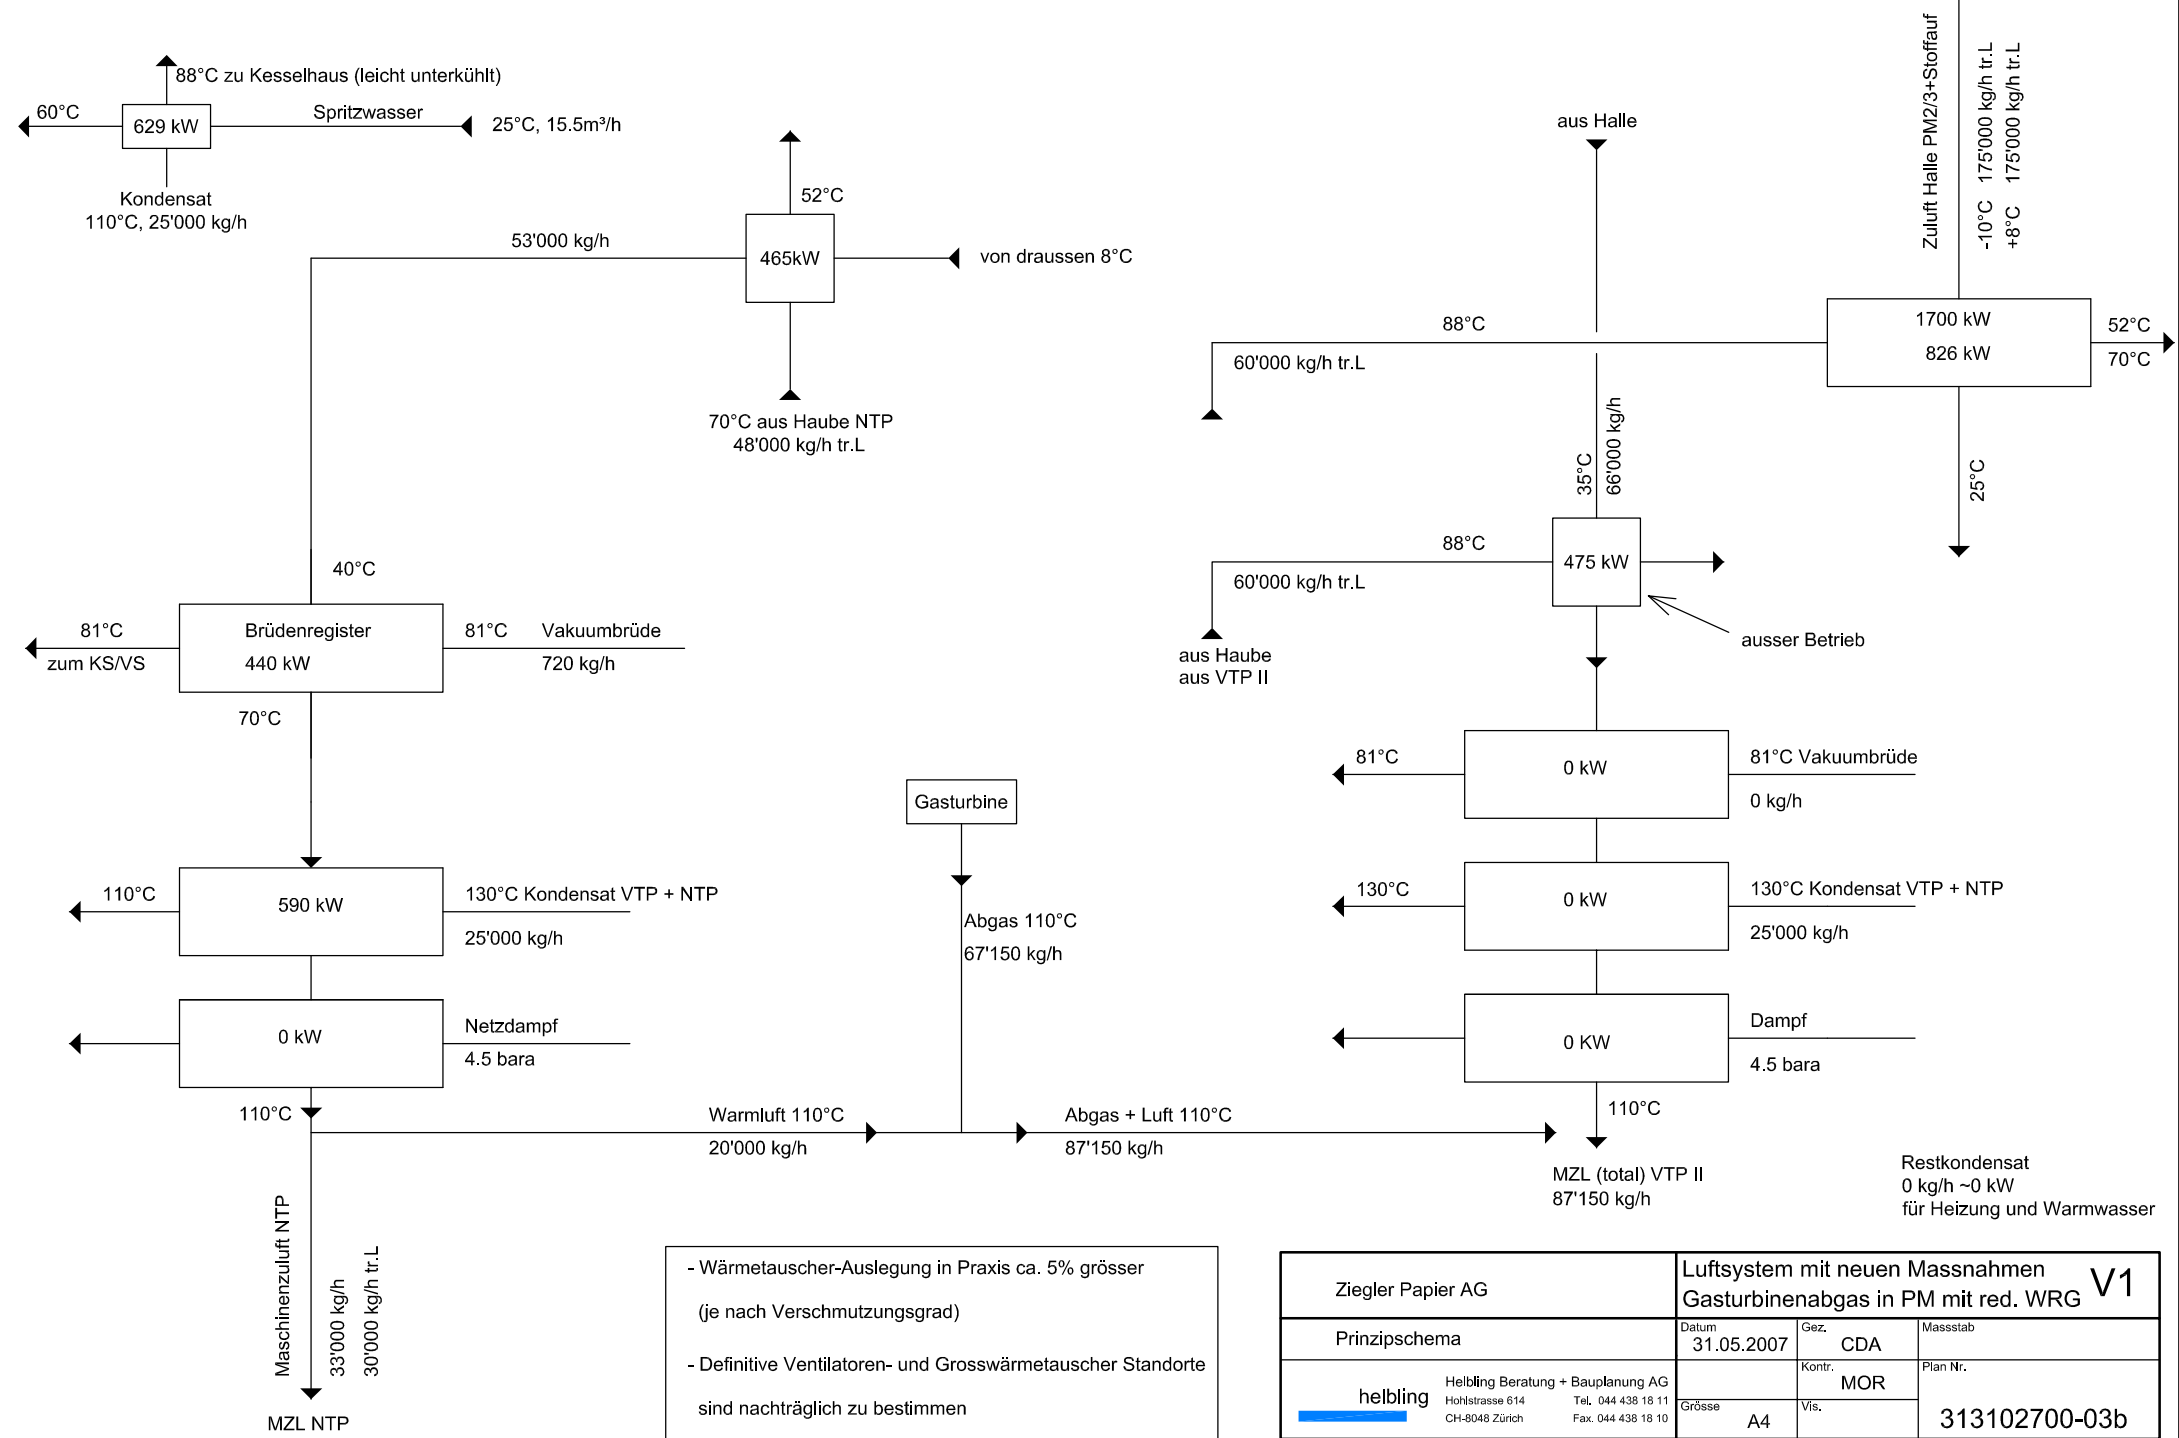 88°C zu Kesselhaus (leicht unterkühlt)
60°C
629 kW
Spritzwasser
25°C, 15.5m³/h
Kondensat
110°C, 25'000 kg/h
52°C
53'000 kg/h
465kW
von draussen 8°C
70°C aus Haube NTP
48'000 kg/h tr.L
aus Halle
Zuluft Halle PM2/3+Stoffauf
-10°C 175'000 kg/h tr.L
+8°C 175'000 kg/h tr.L
88°C
60'000 kg/h tr.L
1700 kW
826 kW
52°C
70°C
35°C
66'000 kg/h
25°C
88°C
60'000 kg/h tr.L
475 kW
ausser Betrieb
aus Haube
aus VTP II
40°C
81°C
zum KS/VS
Brüdenregister
440 kW
81°C Vakuumbrüde
720 kg/h
70°C
110°C
590 kW
130°C Kondensat VTP + NTP
25'000 kg/h
0 kW
Netzdampf
4.5 bara
110°C
Gasturbine
Abgas 110°C
67'150 kg/h
Warmluft 110°C
20'000 kg/h
Abgas + Luft 110°C
87'150 kg/h
81°C
0 kW
81°C Vakuumbrüde
0 kg/h
130°C
0 kW
130°C Kondensat VTP + NTP
25'000 kg/h
0 KW
Dampf
4.5 bara
110°C
MZL (total) VTP II
87'150 kg/h
Restkondensat
0 kg/h ~0 kW
für Heizung und Warmwasser
Maschinenzuluft NTP
33'000 kg/h
30'000 kg/h tr.L
MZL NTP
- Wärmetauscher-Auslegung in Praxis ca. 5% grösser
(je nach Verschmutzungsgrad)
- Definitive Ventilatoren- und Grosswärmetauscher Standorte
sind nachträglich zu bestimmen
Ziegler Papier AG
Luftsystem mit neuen Massnahmen
Gasturbinenabgas in PM mit red. WRG
V1
Prinzipschema
Datum
31.05.2007
Gez.
CDA
Massstab
Kontr.
MOR
Plan Nr.
313102700-03b
Grösse
A4
Vis.
helbling
Helbling Beratung + Bauplanung AG
Hohlstrasse 614 Tel. 044 438 18 11
CH-8048 Zürich Fax. 044 438 18 10